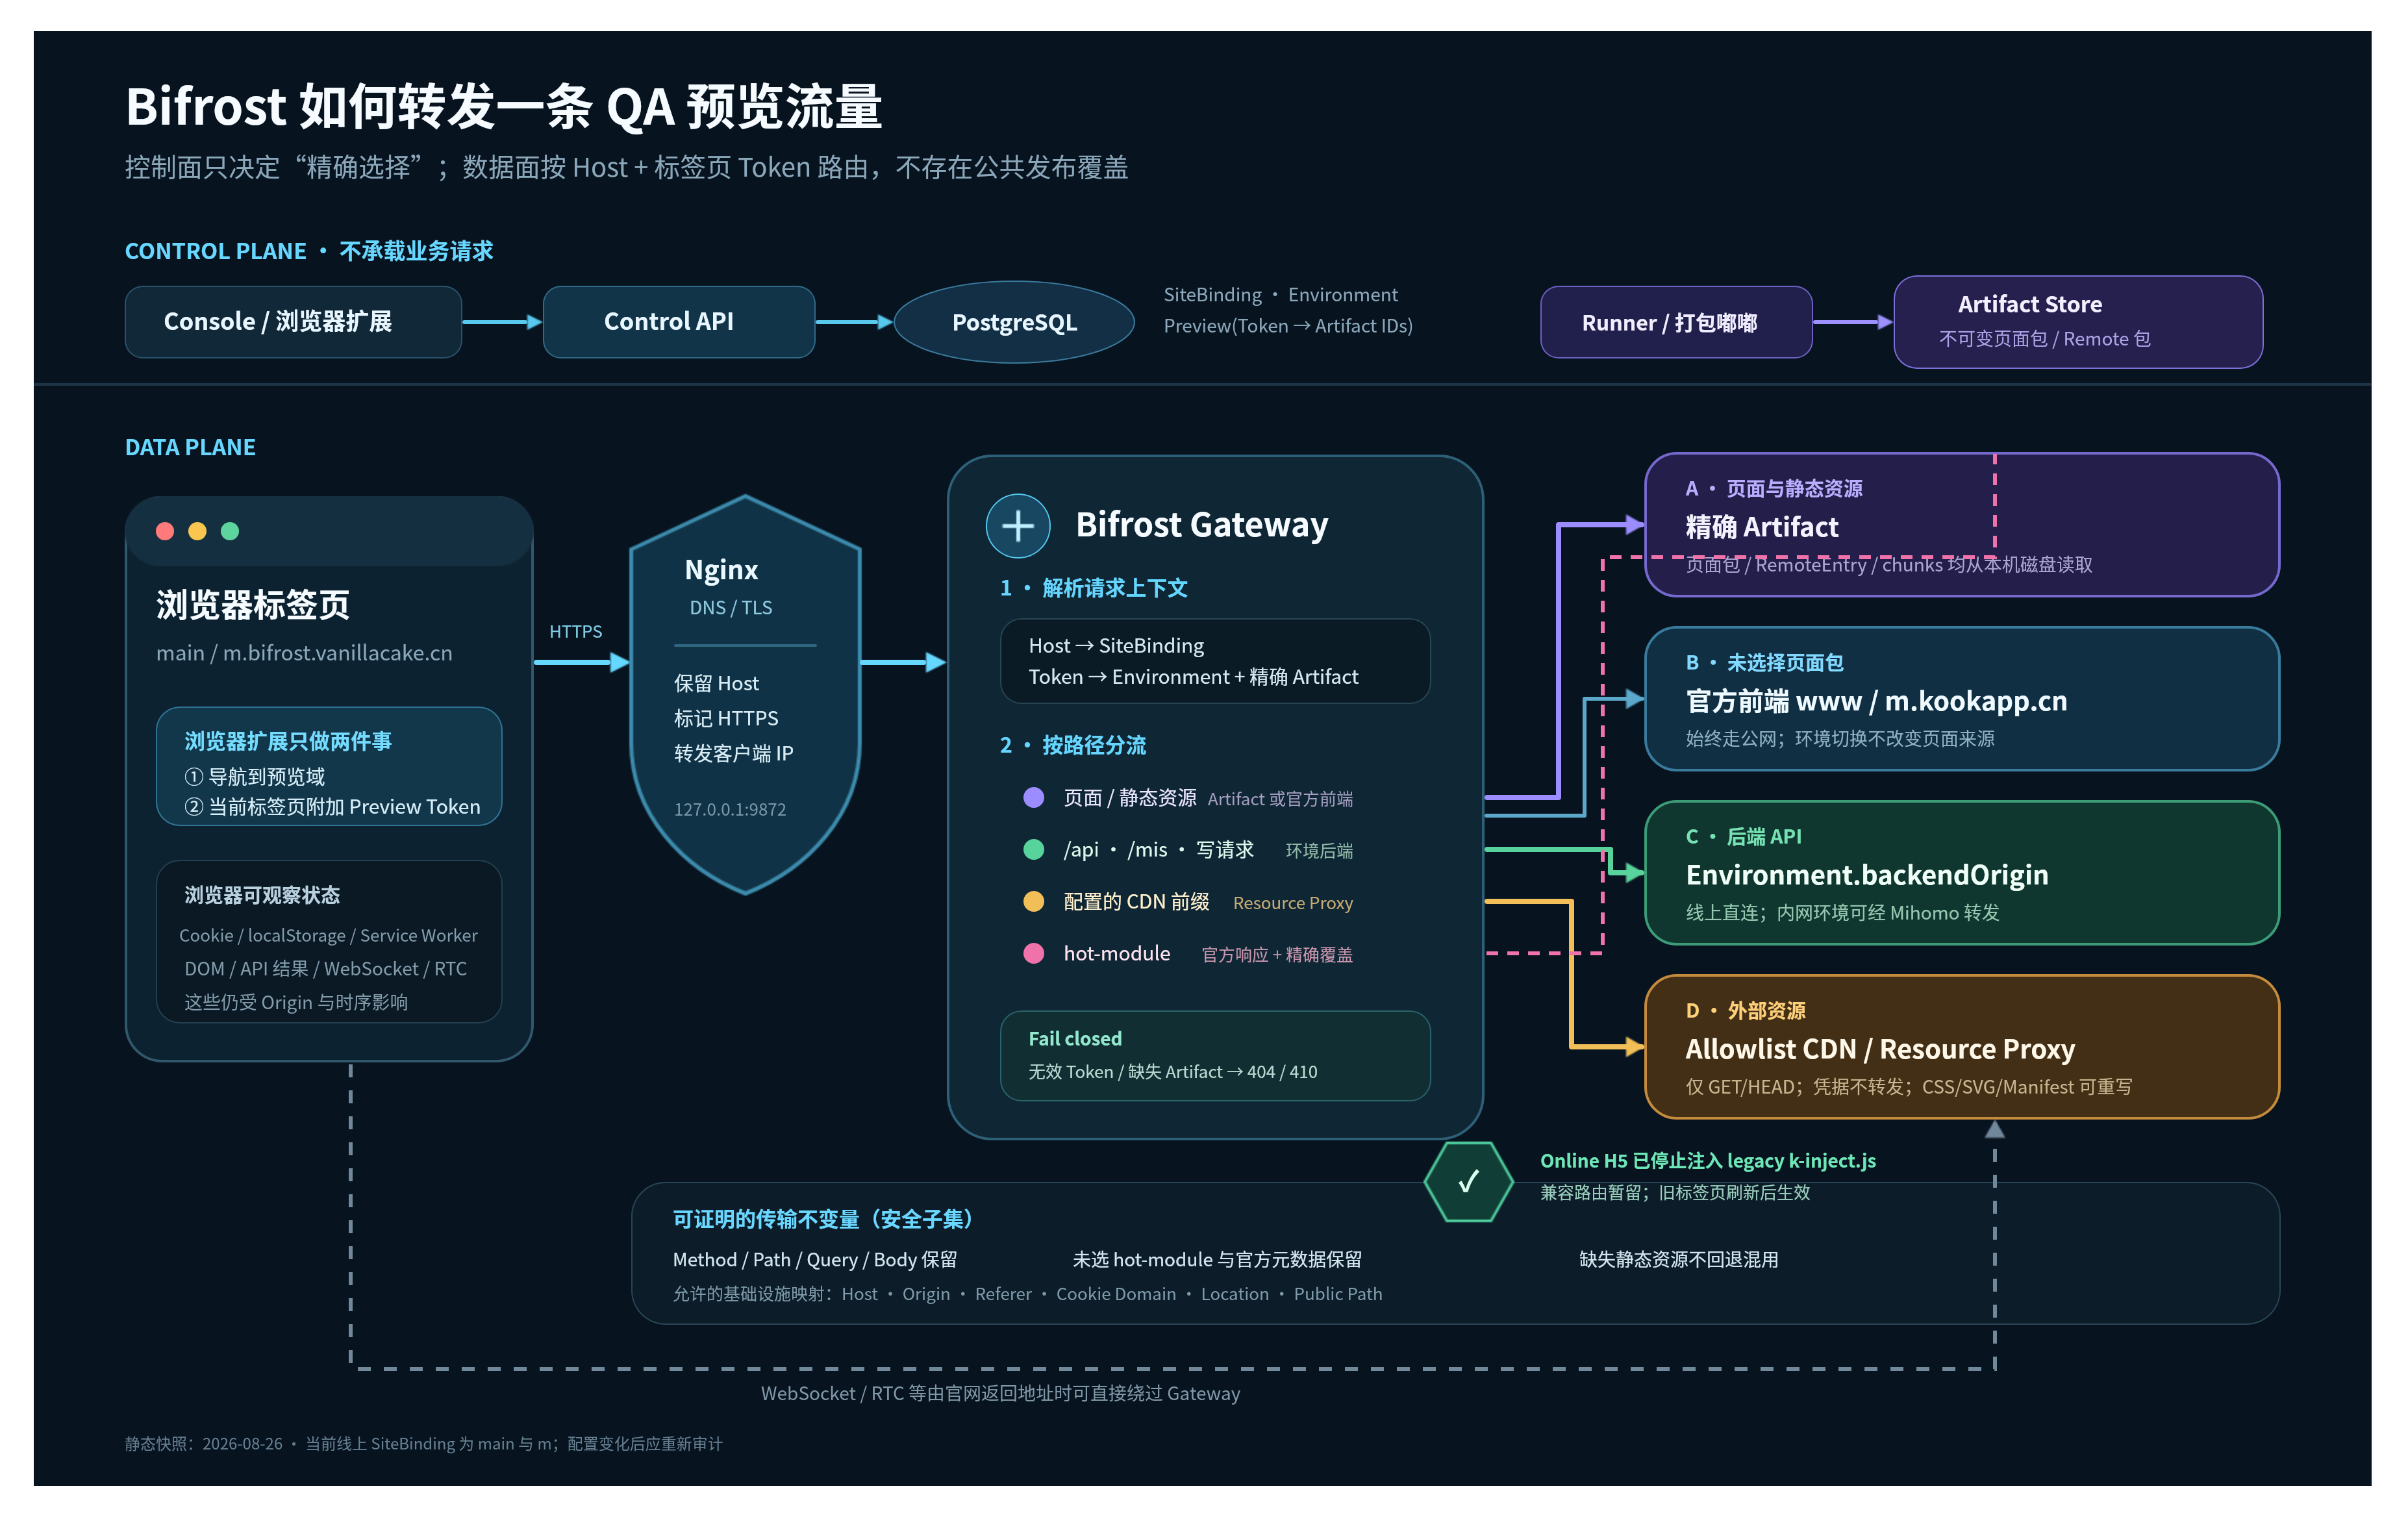 Bifrost 如何转发一条 QA 预览流量
控制面只决定“精确选择”；数据面按 Host + 标签页 Token 路由，不存在公共发布覆盖
CONTROL PLANE · 不承载业务请求
Console / 浏览器扩展
Control API
PostgreSQL
SiteBinding · Environment
Preview(Token → Artifact IDs)
Runner / 打包嘟嘟
Artifact Store
不可变页面包 / Remote 包
DATA PLANE
浏览器标签页
main / m.bifrost.vanillacake.cn
浏览器扩展只做两件事
① 导航到预览域
② 当前标签页附加 Preview Token
浏览器可观察状态
Cookie / localStorage / Service Worker
DOM / API 结果 / WebSocket / RTC
这些仍受 Origin 与时序影响
HTTPS
Nginx
DNS / TLS
保留 Host
标记 HTTPS
转发客户端 IP
127.0.0.1:9872
Bifrost Gateway
1 · 解析请求上下文
Host → SiteBinding
Token → Environment + 精确 Artifact
2 · 按路径分流
页面 / 静态资源 Artifact 或官方前端
/api · /mis · 写请求 环境后端
配置的 CDN 前缀 Resource Proxy
hot-module 官方响应 + 精确覆盖
Fail closed
无效 Token / 缺失 Artifact → 404 / 410
A · 页面与静态资源
精确 Artifact
页面包 / RemoteEntry / chunks 均从本机磁盘读取
B · 未选择页面包
官方前端 www / m.kookapp.cn
始终走公网；环境切换不改变页面来源
C · 后端 API
Environment.backendOrigin
线上直连；内网环境可经 Mihomo 转发
D · 外部资源
Allowlist CDN / Resource Proxy
仅 GET/HEAD；凭据不转发；CSS/SVG/Manifest 可重写
✓
Online H5 已停止注入 legacy k-inject.js
兼容路由暂留；旧标签页刷新后生效
可证明的传输不变量（安全子集）
Method / Path / Query / Body 保留
未选 hot-module 与官方元数据保留
缺失静态资源不回退混用
允许的基础设施映射：Host · Origin · Referer · Cookie Domain · Location · Public Path
WebSocket / RTC 等由官网返回地址时可直接绕过 Gateway
静态快照：2026-08-26 · 当前线上 SiteBinding 为 main 与 m；配置变化后应重新审计